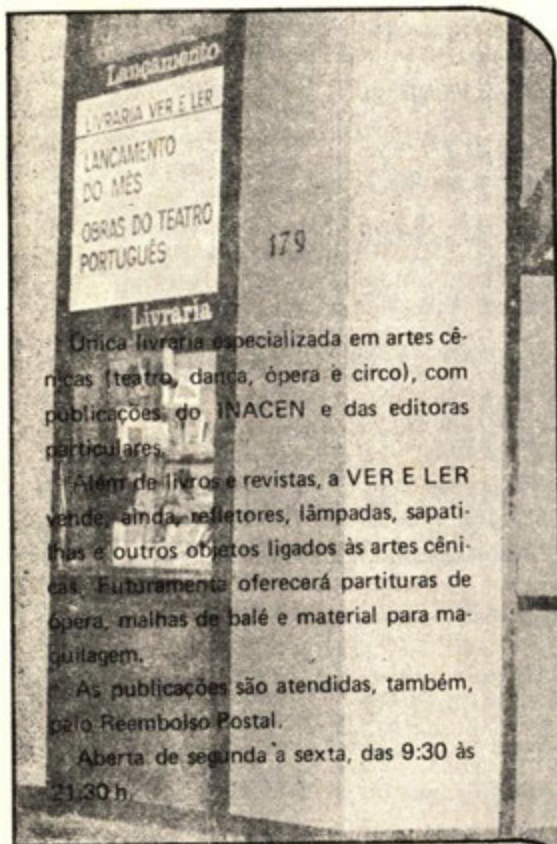 Lançamento
LIVRARIA VER E LER
LANÇAMENTO
DO MÊS
OBRAS DO TEATRO
PORTUGUÊS
179
Livraria
Única livraria especializada em artes cê-
nicas (teatro, dança, ópera e circo), com
publicações do INACEN e das editoras
particulares.
Além de livros e revistas, a VER E LER
vende, ainda, refletores, lâmpadas, sapati-
lhas e outros objetos ligados às artes cêni-
cas. Futuramente oferecerá partituras de
ópera, malhas de balé e material para ma-
quilagem.
As publicações são atendidas, também,
pelo Reembolso Postal.
Aberta de segunda a sexta, das 9:30 às
21:30 h.